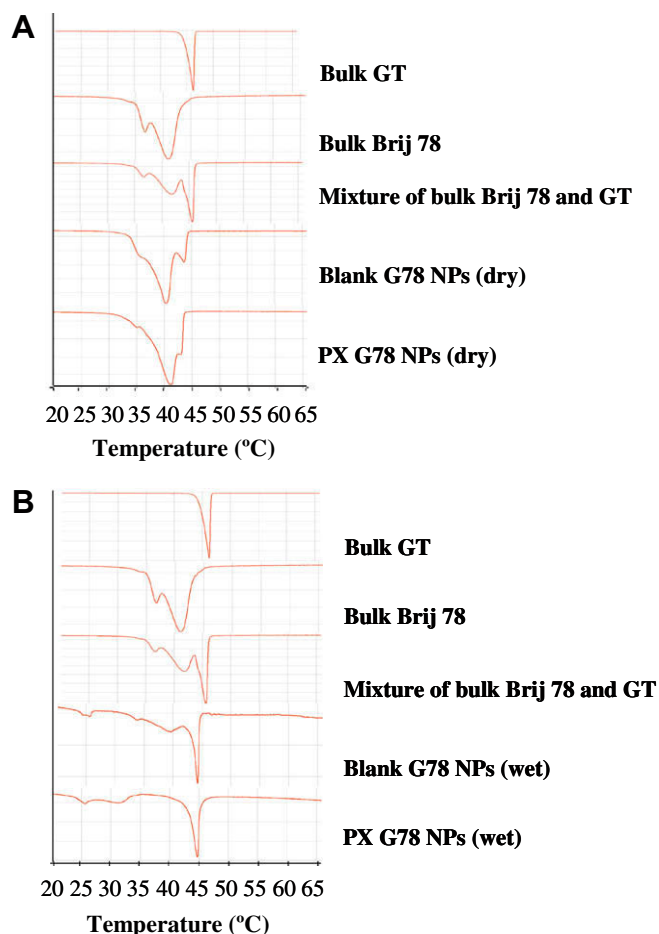 A
Bulk GT
Bulk Brij 78
Mixture of bulk Brij 78 and GT
Blank G78 NPs (dry)
PX G78 NPs (dry)
20 25 30 35 40 45 50 55 60 65
Temperature (ºC)
B
Bulk GT
Bulk Brij 78
Mixture of bulk Brij 78 and GT
Blank G78 NPs (wet)
PX G78 NPs (wet)
20 25 30 35 40 45 50 55 60 65
Temperature (ºC)